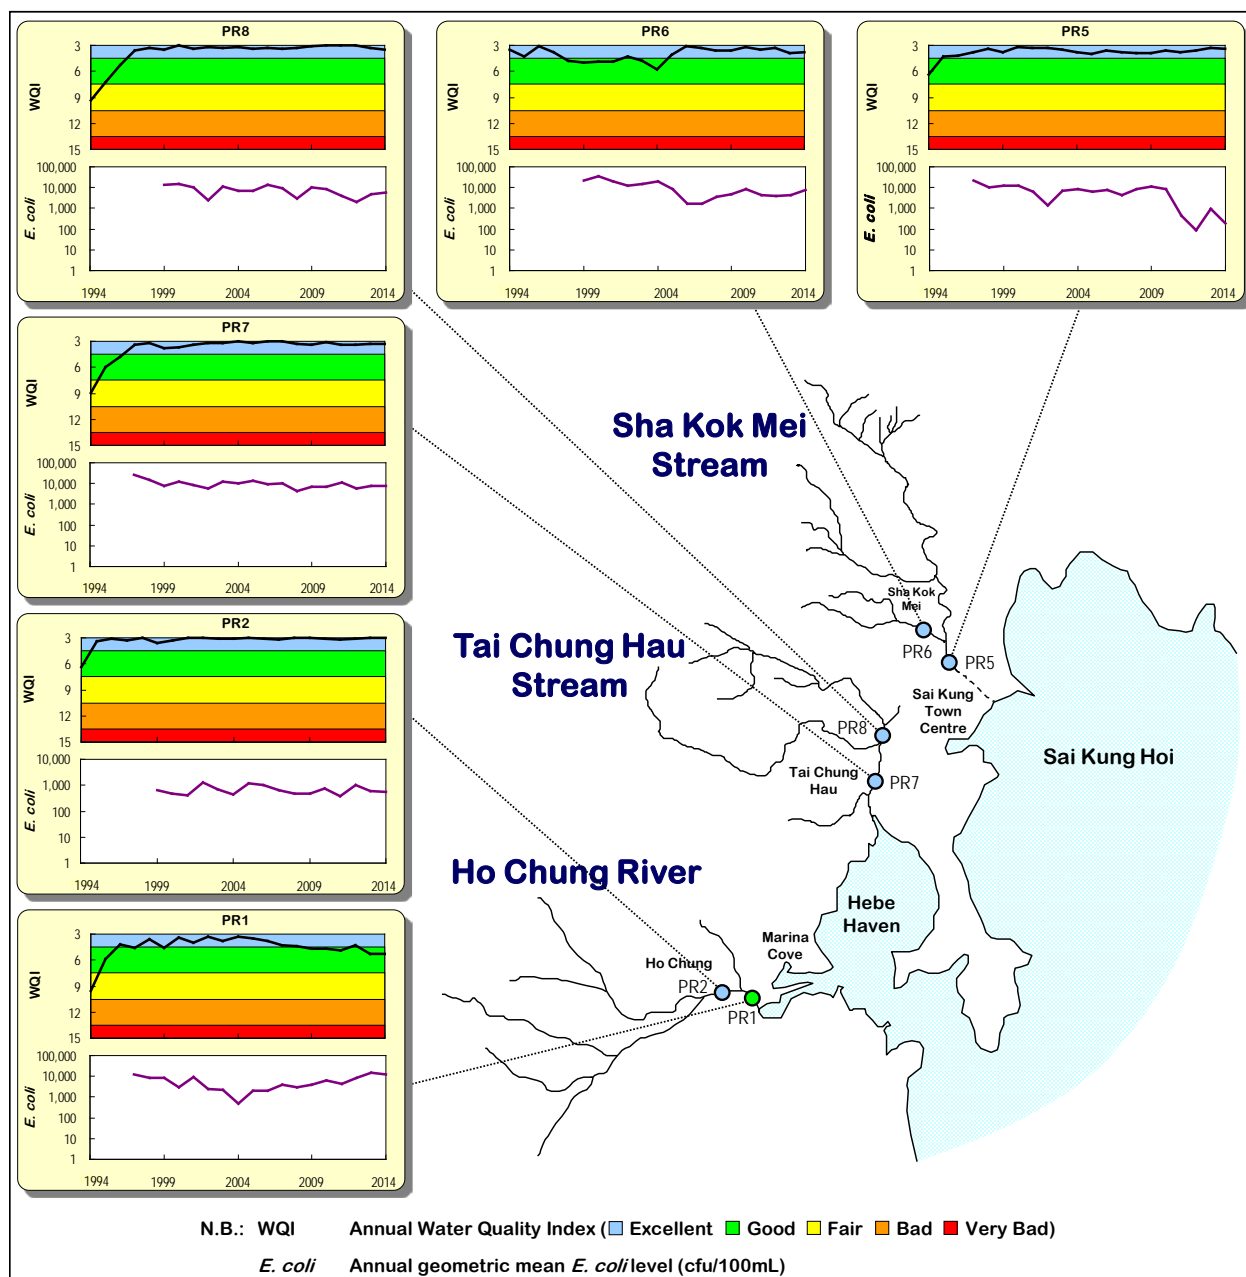 PR8
WQI
3
6
9
12
15
E. coli
100,000
10,000
1,000
100
10
1
1994 1999 2004 2009 2014
PR6
WQI
3
6
9
12
15
E. coli
100,000
10,000
1,000
100
10
1
1994 1999 2004 2009 2014
PR5
WQI
3
6
9
12
15
E. coli
100,000
10,000
1,000
100
10
1
1994 1999 2004 2009 2014
PR7
WQI
3
6
9
12
15
E. coli
100,000
10,000
1,000
100
10
1
1994 1999 2004 2009 2014
PR2
WQI
3
6
9
12
15
E. coli
10,000
1,000
100
10
1
1994 1999 2004 2009 2014
PR1
WQI
3
6
9
12
15
E. coli
100,000
10,000
1,000
100
10
1
1994 1999 2004 2009 2014
Sha Kok Mei
Stream
Sha Kok
Mei
PR6
PR5
Tai Chung Hau
Stream
Sai Kung
Town
Centre
PR8
Sai Kung Hoi
Tai Chung
Hau
PR7
Ho Chung River
Hebe
Haven
Marina
Cove
Ho Chung
PR2
PR1
N.B.: WQI Annual Water Quality Index ( Excellent Good Fair Bad Very Bad)
E. coli Annual geometric mean E. coli level (cfu/100mL)